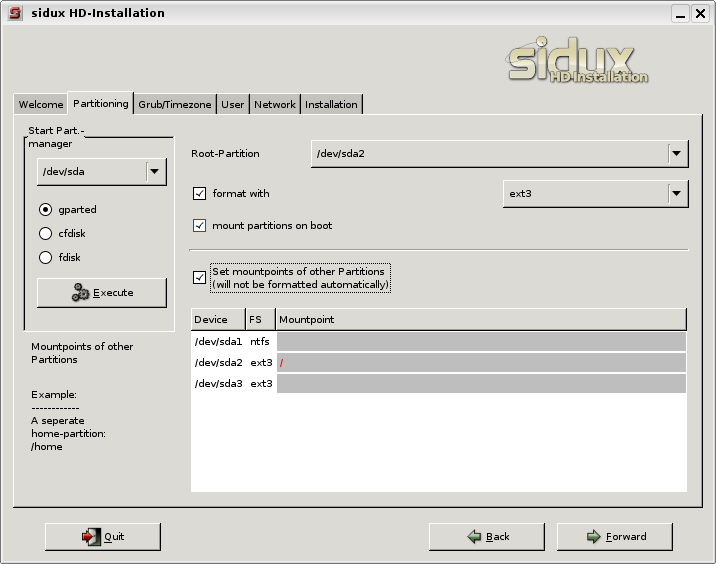 sidux HD-Installation
sidux
HD-Installation
Welcome Partitioning Grub/Timezone User Network Installation
Start Part.-
manager
/dev/sda
gparted
cfdisk
fdisk
Execute
Mountpoints of other
Partitions
Example:
------------
A seperate
home-partition:
/home
Root-Partition /dev/sda2
format with ext3
mount partitions on boot
Set mountpoints of other Partitions
(will not be formatted automatically)
Device FS Mountpoint
/dev/sda1 ntfs
/dev/sda2 ext3 /
/dev/sda3 ext3
Quit Back Forward